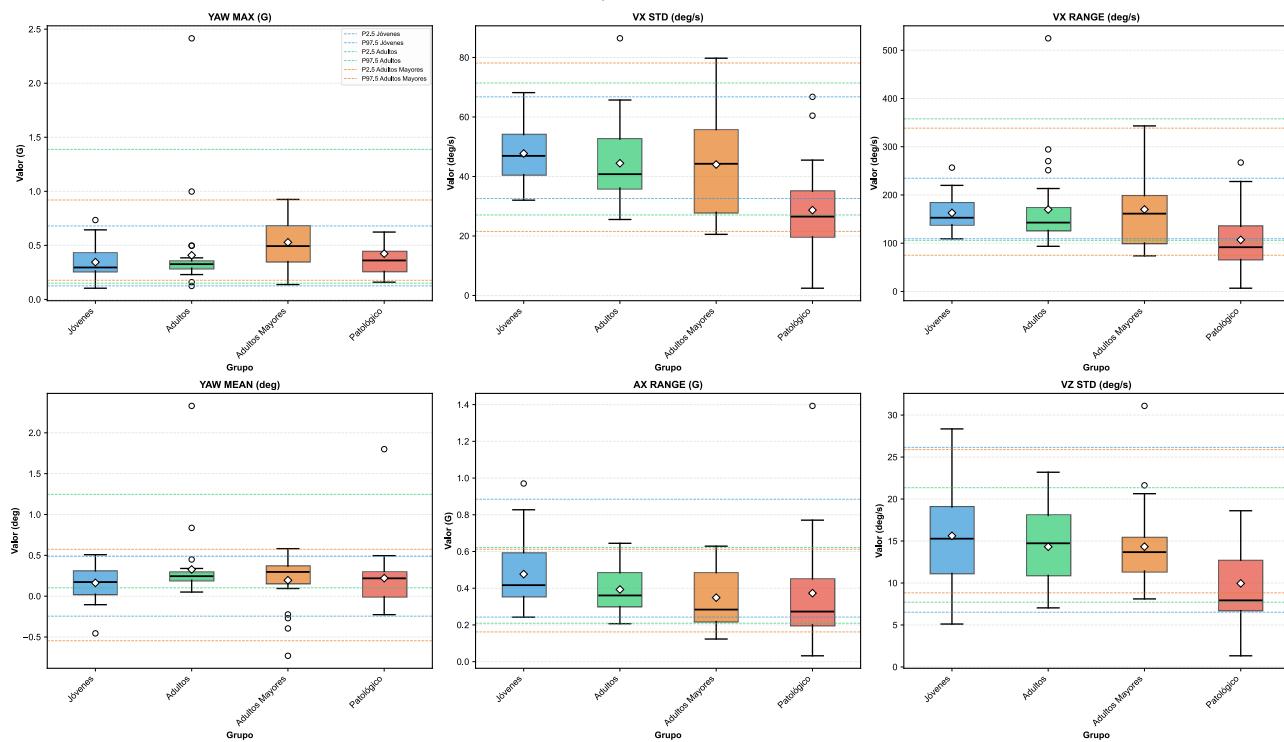 YAW MAX (G)
Valor (G)
2.5
2.0
1.5
1.0
0.5
0.0
P2.5 Jóvenes
P97.5 Jóvenes
P2.5 Adultos
P97.5 Adultos
P2.5 Adultos Mayores
P97.5 Adultos Mayores
Jóvenes
Adultos
Adultos Mayores
Patológico
Grupo
VX STD (deg/s)
Valor (deg/s)
80
60
40
20
0
Jóvenes
Adultos
Adultos Mayores
Patológico
Grupo
VX RANGE (deg/s)
Valor (deg/s)
500
400
300
200
100
0
Jóvenes
Adultos
Adultos Mayores
Patológico
Grupo
YAW MEAN (deg)
Valor (deg)
2.0
1.5
1.0
0.5
0.0
−0.5
Jóvenes
Adultos
Adultos Mayores
Patológico
Grupo
AX RANGE (G)
Valor (G)
1.4
1.2
1.0
0.8
0.6
0.4
0.2
0.0
Jóvenes
Adultos
Adultos Mayores
Patológico
Grupo
VZ STD (deg/s)
Valor (deg/s)
30
25
20
15
10
5
0
Jóvenes
Adultos
Adultos Mayores
Patológico
Grupo